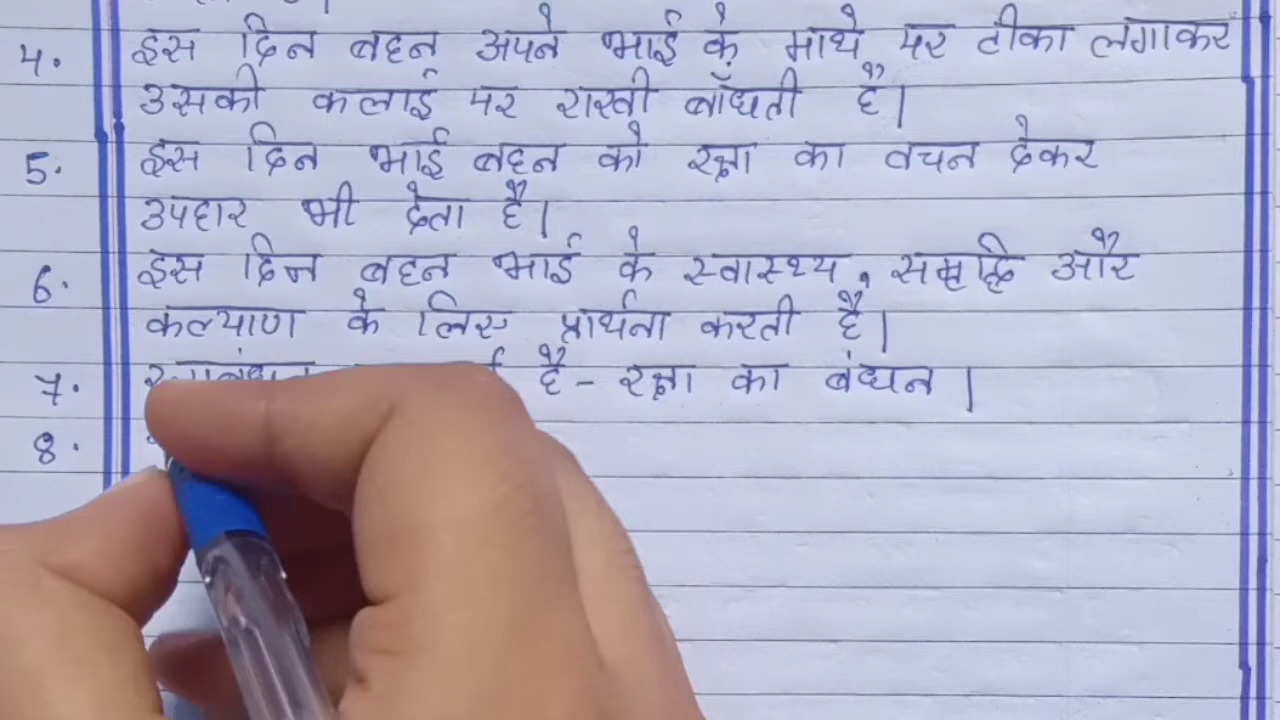 4. इस दिन बहन अपने भाई के माथे पर टीका लगाकर
उसकी कलाई पर राखी बाँधती है।
5. इस दिन भाई बहन को रक्षा का वचन देकर
उपहार भी देता है।
6. इस दिन बहन भाई के स्वास्थ्य, समृद्धि और
कल्याण के लिए प्रार्थना करती है।
7. है - रक्षा का बंधन।
8.